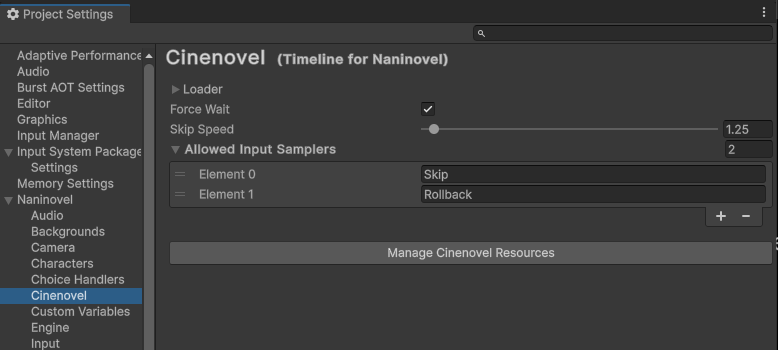 Project Settings
Adaptive Performance
Audio
Burst AOT Settings
Editor
Graphics
Input Manager
Input System Package
Settings
Memory Settings
Naninovel
Audio
Backgrounds
Camera
Characters
Choice Handlers
Cinenovel
Custom Variables
Engine
Input
Cinenovel (Timeline for Naninovel)
Loader
Force Wait
Skip Speed 1.25
Allowed Input Samplers 2
Element 0 Skip
Element 1 Rollback
+ −
Manage Cinenovel Resources